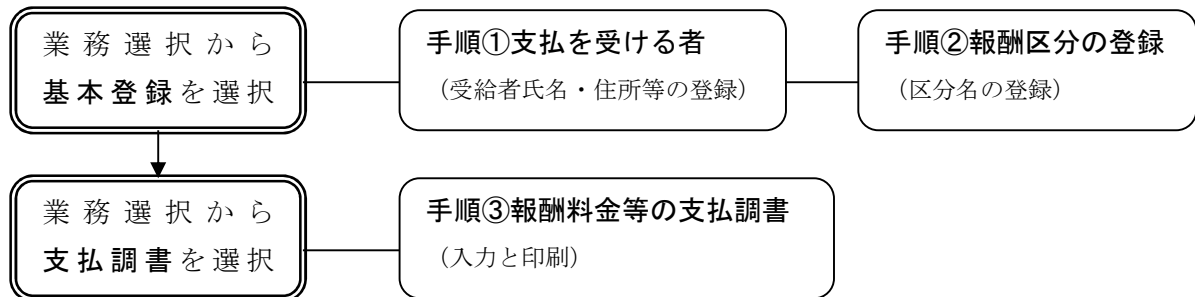 業務選択から
基本登録を選択
手順①支払を受ける者
（受給者氏名・住所等の登録）
手順②報酬区分の登録
（区分名の登録）
業務選択から
支払調書を選択
手順③報酬料金等の支払調書
（入力と印刷）